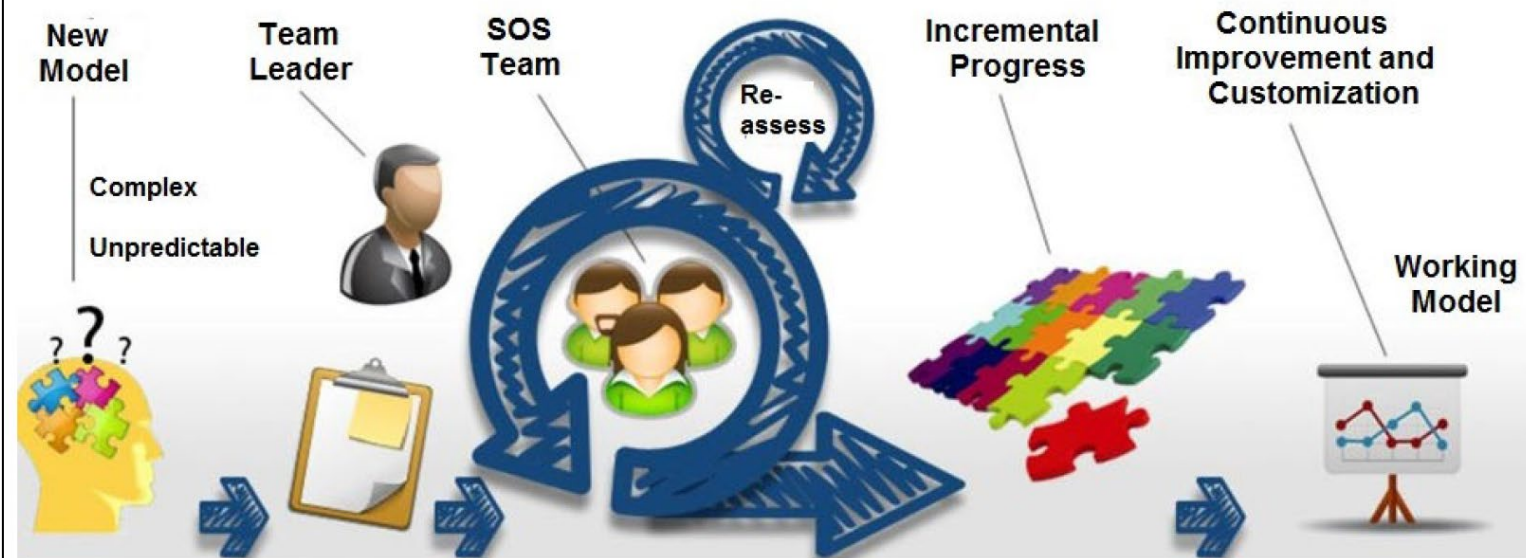 New
Model
Team
Leader
SOS
Team
Re-
assess
Incremental
Progress
Continuous
Improvement and
Customization
Complex
Unpredictable
Working
Model
? ? ?